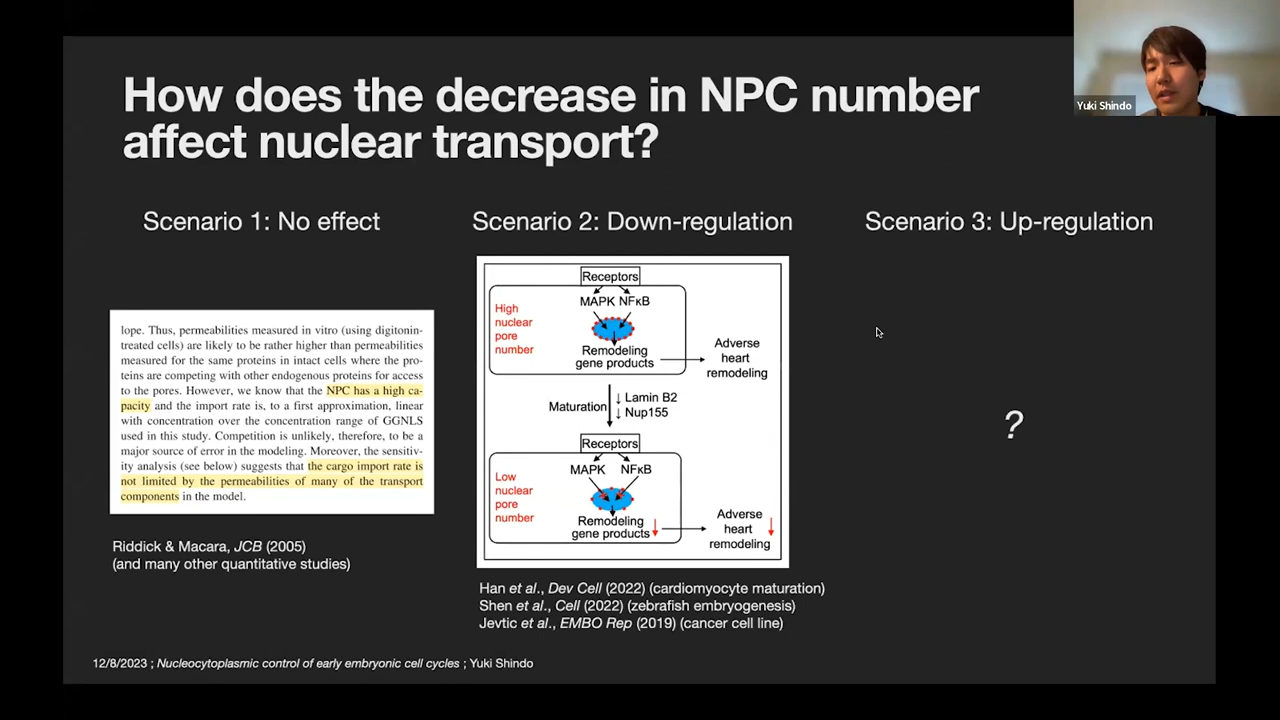 How does the decrease in NPC number
affect nuclear transport?
Yuki Shindo
Scenario 1: No effect
lope. Thus, permeabilities measured in vitro (using digitonin-
treated cells) are likely to be rather higher than permeabilities
measured for the same proteins in intact cells where the pro-
teins are competing with other endogenous proteins for access
to the pores. However, we know that the NPC has a high ca-
pacity and the import rate is, to a first approximation, linear
with concentration over the concentration range of GGNLS
used in this study. Competition is unlikely, therefore, to be a
major source of error in the modeling. Moreover, the sensitiv-
ity analysis (see below) suggests that the cargo import rate is
not limited by the permeabilities of many of the transport
components in the model.
Riddick & Macara, JCB (2005)
(and many other quantitative studies)
Scenario 2: Down-regulation
Receptors
MAPK NFκB
High
nuclear
pore
number
Remodeling
gene products
Adverse
heart
remodeling
Maturation
↓ Lamin B2
↓ Nup155
Receptors
MAPK NFκB
Low
nuclear
pore
number
Remodeling
gene products ↓
Adverse
heart
remodeling ↓
Han et al., Dev Cell (2022) (cardiomyocyte maturation)
Shen et al., Cell (2022) (zebrafish embryogenesis)
Jevtic et al., EMBO Rep (2019) (cancer cell line)
Scenario 3: Up-regulation
?
12/8/2023 ; Nucleocytoplasmic control of early embryonic cell cycles ; Yuki Shindo